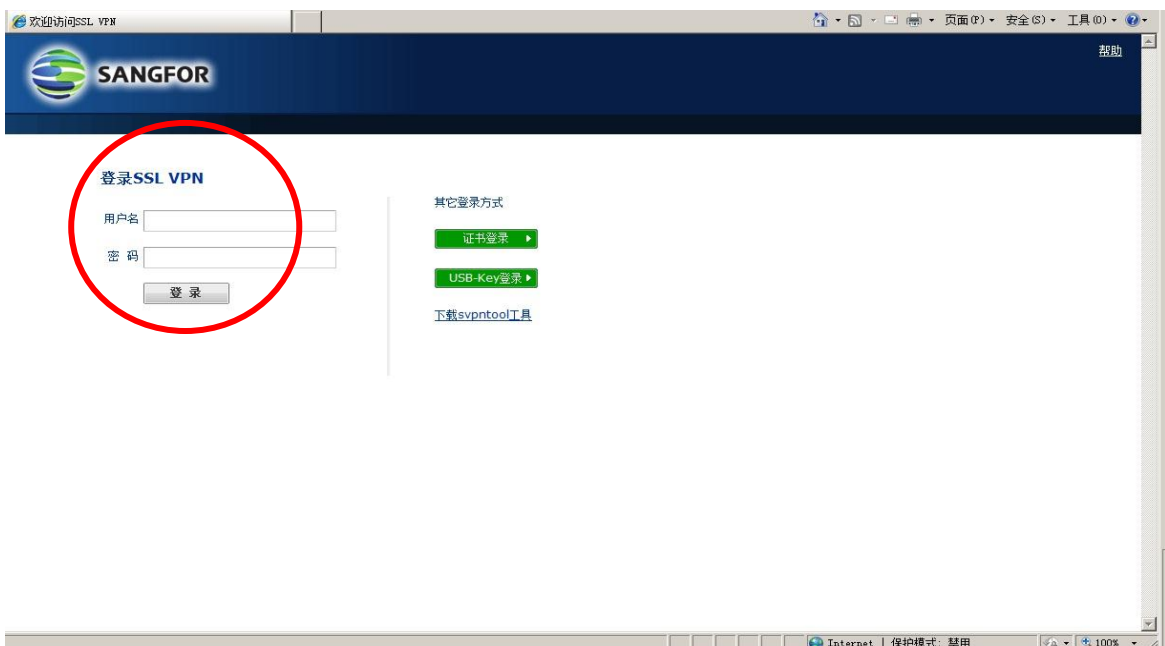 欢迎访问SSL VPN
页面(P) 安全(S) 工具(O)
帮助
SANGFOR
登录SSL VPN
用户名
密 码
登 录
其它登录方式
证书登录
USB-Key登录
下载svpntool工具
Internet | 保护模式: 禁用
100%